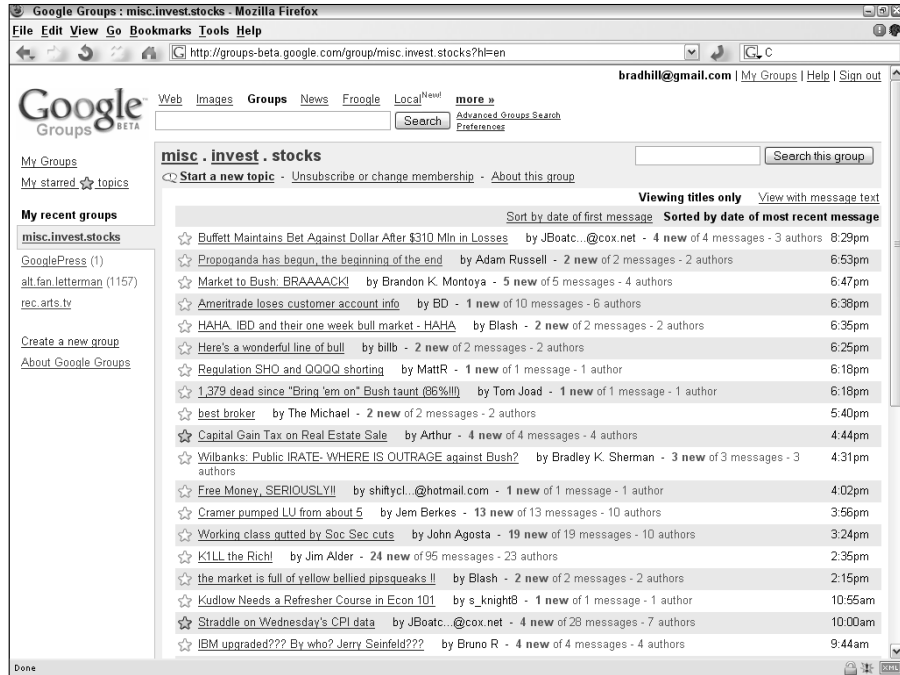 Google Groups : misc.invest.stocks - Mozilla Firefox
File Edit View Go Bookmarks Tools Help
http://groups-beta.google.com/group/misc.invest.stocks?hl=en
G C
bradhill@gmail.com | My Groups | Help | Sign out
Google Groups BETA
Web Images Groups News Froogle Local New! more »
Search
Advanced Groups Search
Preferences
My Groups
My starred topics
My recent groups
misc.invest.stocks
GooglePress (1)
alt.fan.letterman (1157)
rec.arts.tv
Create a new group
About Google Groups
misc . invest . stocks
Search this group
Start a new topic - Unsubscribe or change membership - About this group
Viewing titles only View with message text
Sort by date of first message Sorted by date of most recent message
Buffett Maintains Bet Against Dollar After $310 Mln in Losses by JBoatc...@cox.net - 4 new of 4 messages - 3 authors 8:29pm
Propoganda has begun, the beginning of the end by Adam Russell - 2 new of 2 messages - 2 authors 6:53pm
Market to Bush: BRAAAACK! by Brandon K. Montoya - 5 new of 5 messages - 4 authors 6:47pm
Ameritrade loses customer account info by BD - 1 new of 10 messages - 6 authors 6:38pm
HAHA. IBD and their one week bull market - HAHA by Blash - 2 new of 2 messages - 2 authors 6:35pm
Here's a wonderful line of bull by billb - 2 new of 2 messages - 2 authors 6:25pm
Regulation SHO and QQQQ shorting by MattR - 1 new of 1 message - 1 author 6:18pm
1,379 dead since "Bring 'em on" Bush taunt (86%!!!) by Tom Joad - 1 new of 1 message - 1 author 6:18pm
best broker by The Michael - 2 new of 2 messages - 2 authors 5:40pm
Capital Gain Tax on Real Estate Sale by Arthur - 4 new of 4 messages - 4 authors 4:44pm
Wilbanks: Public IRATE- WHERE IS OUTRAGE against Bush? by Bradley K. Sherman - 3 new of 3 messages - 3 authors 4:31pm
Free Money, SERIOUSLY!! by shiftycl...@hotmail.com - 1 new of 1 message - 1 author 4:02pm
Cramer pumped LU from about 5 by Jem Berkes - 13 new of 13 messages - 10 authors 3:56pm
Working class gutted by Soc Sec cuts by John Agosta - 19 new of 19 messages - 10 authors 3:24pm
K1LL the Rich! by Jim Alder - 24 new of 95 messages - 23 authors 2:35pm
the market is full of yellow bellied pipsqueaks !! by Blash - 2 new of 2 messages - 2 authors 2:15pm
Kudlow Needs a Refresher Course in Econ 101 by s_knight8 - 1 new of 1 message - 1 author 10:55am
Straddle on Wednesday's CPI data by JBoatc...@cox.net - 4 new of 28 messages - 7 authors 10:00am
IBM upgraded??? By who? Jerry Seinfeld??? by Bruno R - 4 new of 4 messages - 4 authors 9:44am
Done
XML